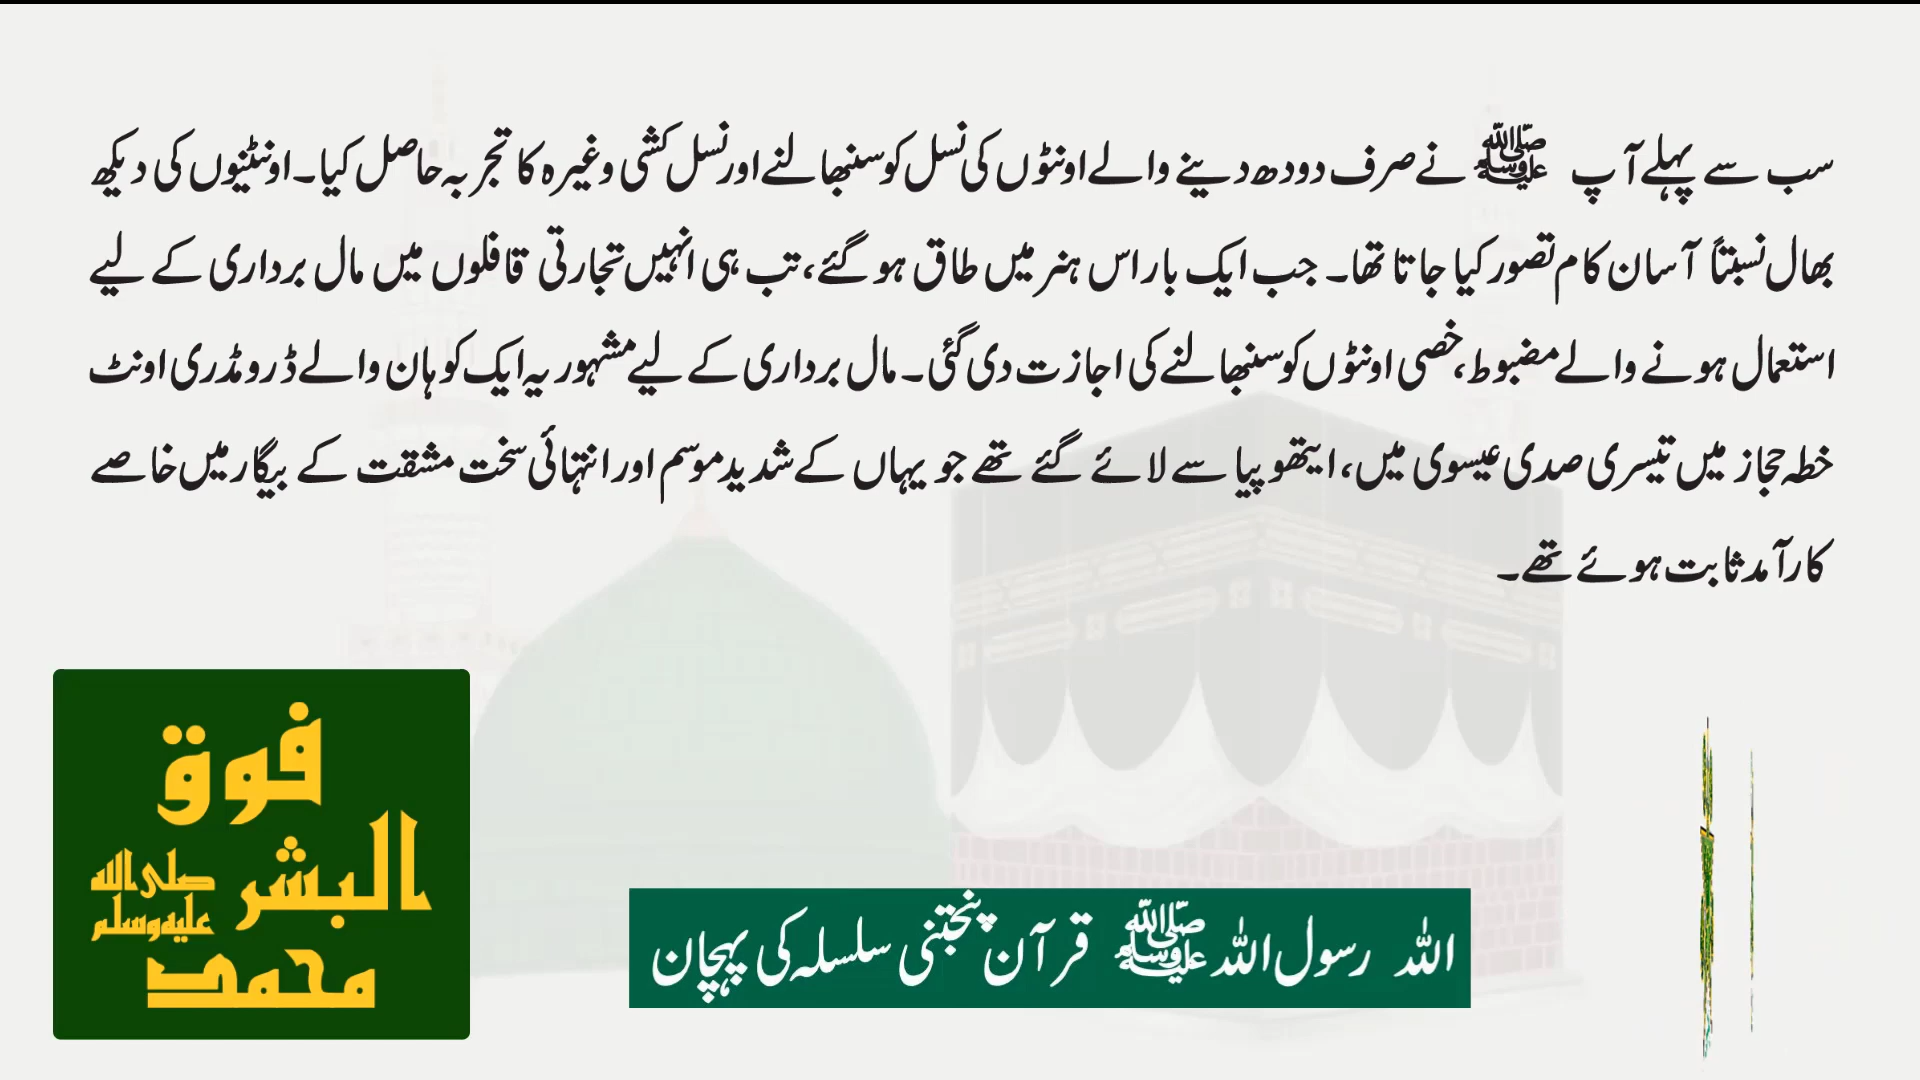 سب سے پہلے آپ ﷺ نے صرف دودھ دینے والے اونٹوں کی نسل کو سنبھالنے اور نسل کشی وغیرہ کا تجربہ حاصل کیا۔ اونٹنیوں کی دیکھ
بھال نسبتاً آسان کام تصور کیا جاتا تھا۔ جب ایک بار اس ہنر میں طاق ہو گئے، تب ہی انہیں تجارتی قافلوں میں مال برداری کے لیے
استعمال ہونے والے مضبوط، خصی اونٹوں کو سنبھالنے کی اجازت دی گئی۔ مال برداری کے لیے مشہور یہ ایک کوہان والے ڈرومڈری اونٹ
خطہ حجاز میں تیسری صدی عیسوی میں، ایتھوپیا سے لائے گئے تھے جو یہاں کے شدید موسم اور انتہائی سخت مشقت کے بیگار میں خاصے
کارآمد ثابت ہوئے تھے۔
فوق
البشر صلی اللہ علیہ وسلم
محمد
اللہ رسول اللہ ﷺ قرآن پنجتنی سلسلہ کی پہچان